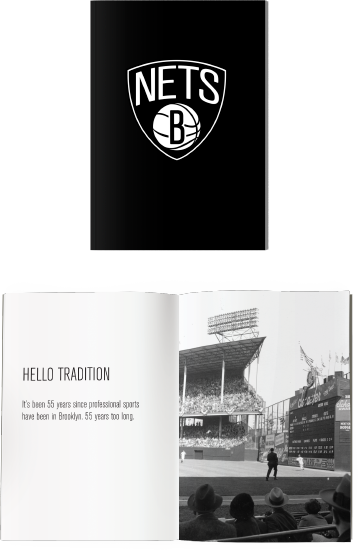 NETS
B
HELLO TRADITION
It's been 55 years since professional sports
have been in Brooklyn. 55 years too long.